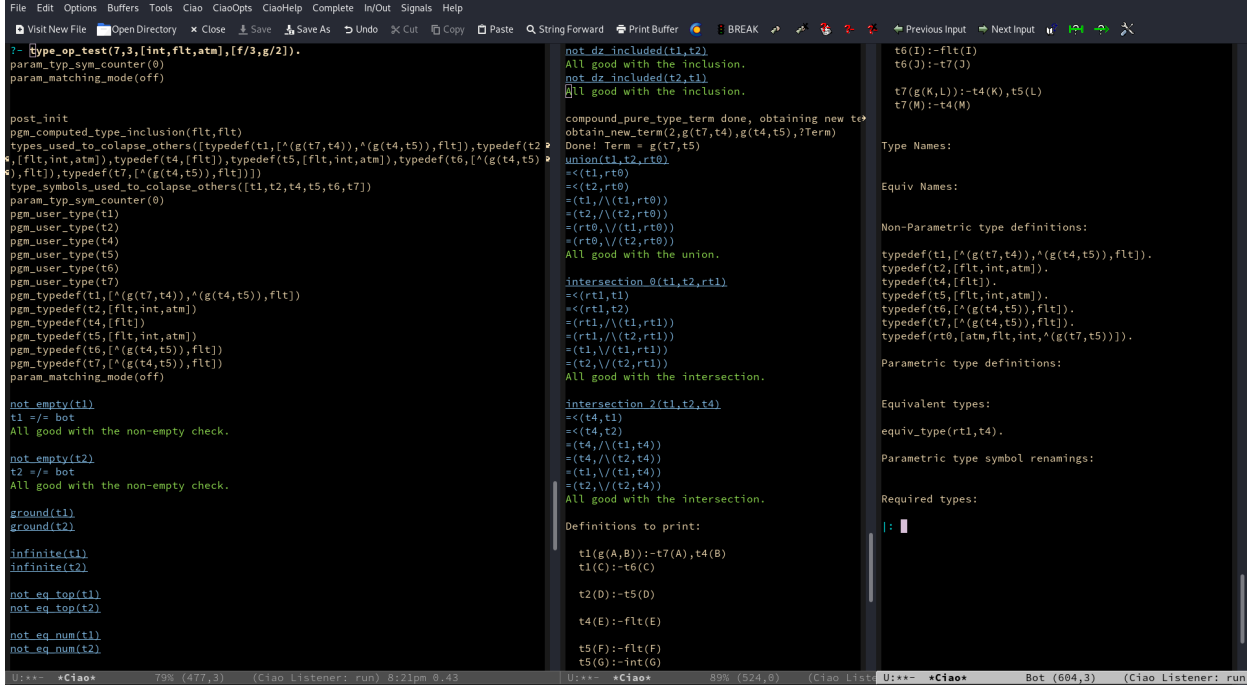 File Edit Options Buffers Tools Ciao CiaoOpts CiaoHelp Complete In/Out Signals Help
Visit New File Open Directory Close Save Save As Undo Cut Copy Paste String Forward Print Buffer BREAK Previous Input Next Input
?- type_op_test(7,3,[int,flt,atm],[f/3,g/2]).
param_typ_sym_counter(0)
param_matching_mode(off)
post_init
pgm_computed_type_inclusion(flt,flt)
types_used_to_colapse_others([typedef(t1,[^(g(t7,t4)),^(g(t4,t5)),flt]),typedef(t2
,[flt,int,atm]),typedef(t4,[flt]),typedef(t5,[flt,int,atm]),typedef(t6,[^(g(t4,t5)
),flt]),typedef(t7,[^(g(t4,t5)),flt])])
type_symbols_used_to_colapse_others([t1,t2,t4,t5,t6,t7])
param_typ_sym_counter(0)
pgm_user_type(t1)
pgm_user_type(t2)
pgm_user_type(t4)
pgm_user_type(t5)
pgm_user_type(t6)
pgm_user_type(t7)
pgm_typedef(t1,[^(g(t7,t4)),^(g(t4,t5)),flt])
pgm_typedef(t2,[flt,int,atm])
pgm_typedef(t4,[flt])
pgm_typedef(t5,[flt,int,atm])
pgm_typedef(t6,[^(g(t4,t5)),flt])
pgm_typedef(t7,[^(g(t4,t5)),flt])
param_matching_mode(off)
not_empty(t1)
t1 =/= bot
All good with the non-empty check.
not_empty(t2)
t2 =/= bot
All good with the non-empty check.
ground(t1)
ground(t2)
infinite(t1)
infinite(t2)
not_eq_top(t1)
not_eq_top(t2)
not_eq_num(t1)
not_eq_num(t2)
U:**- *Ciao* 79% (477,3) (Ciao Listener: run) 8:21pm 0.43
not dz_included(t1,t2)
All good with the inclusion.
not dz_included(t2,t1)
All good with the inclusion.
compound_pure_type_term done, obtaining new te
obtain_new_term(2,g(t7,t4),g(t4,t5),?Term)
Done! Term = g(t7,t5)
union(t1,t2,rt0)
=<(t1,rt0)
=<(t2,rt0)
=(t1,/\(t1,rt0))
=(t2,/\(t2,rt0))
=(rt0,\/(t1,rt0))
=(rt0,\/(t2,rt0))
All good with the union.
intersection_0(t1,t2,rt1)
=<(rt1,t1)
=<(rt1,t2)
=(rt1,/\(t1,rt1))
=(rt1,/\(t2,rt1))
=(t1,\/(t1,rt1))
=(t2,\/(t2,rt1))
All good with the intersection.
intersection_2(t1,t2,t4)
=<(t4,t1)
=<(t4,t2)
=(t4,/\(t1,t4))
=(t4,/\(t2,t4))
=(t1,\/(t1,t4))
=(t2,\/(t2,t4))
All good with the intersection.
Definitions to print:
t1(g(A,B)):-t7(A),t4(B)
t1(C):-t6(C)
t2(D):-t5(D)
t4(E):-flt(E)
t5(F):-flt(F)
t5(G):-int(G)
U:**- *Ciao* 89% (524,0) (Ciao Liste
t6(I):-flt(I)
t6(J):-t7(J)
t7(g(K,L)):-t4(K),t5(L)
t7(M):-t4(M)
Type Names:
Equiv Names:
Non-Parametric type definitions:
typedef(t1,[^(g(t7,t4)),^(g(t4,t5)),flt]).
typedef(t2,[flt,int,atm]).
typedef(t4,[flt]).
typedef(t5,[flt,int,atm]).
typedef(t6,[^(g(t4,t5)),flt]).
typedef(t7,[^(g(t4,t5)),flt]).
typedef(rt0,[atm,flt,int,^(g(t7,t5))]).
Parametric type definitions:
Equivalent types:
equiv_type(rt1,t4).
Parametric type symbol renamings:
Required types:
|:
U:**- *Ciao* Bot (604,3) (Ciao Listener: run